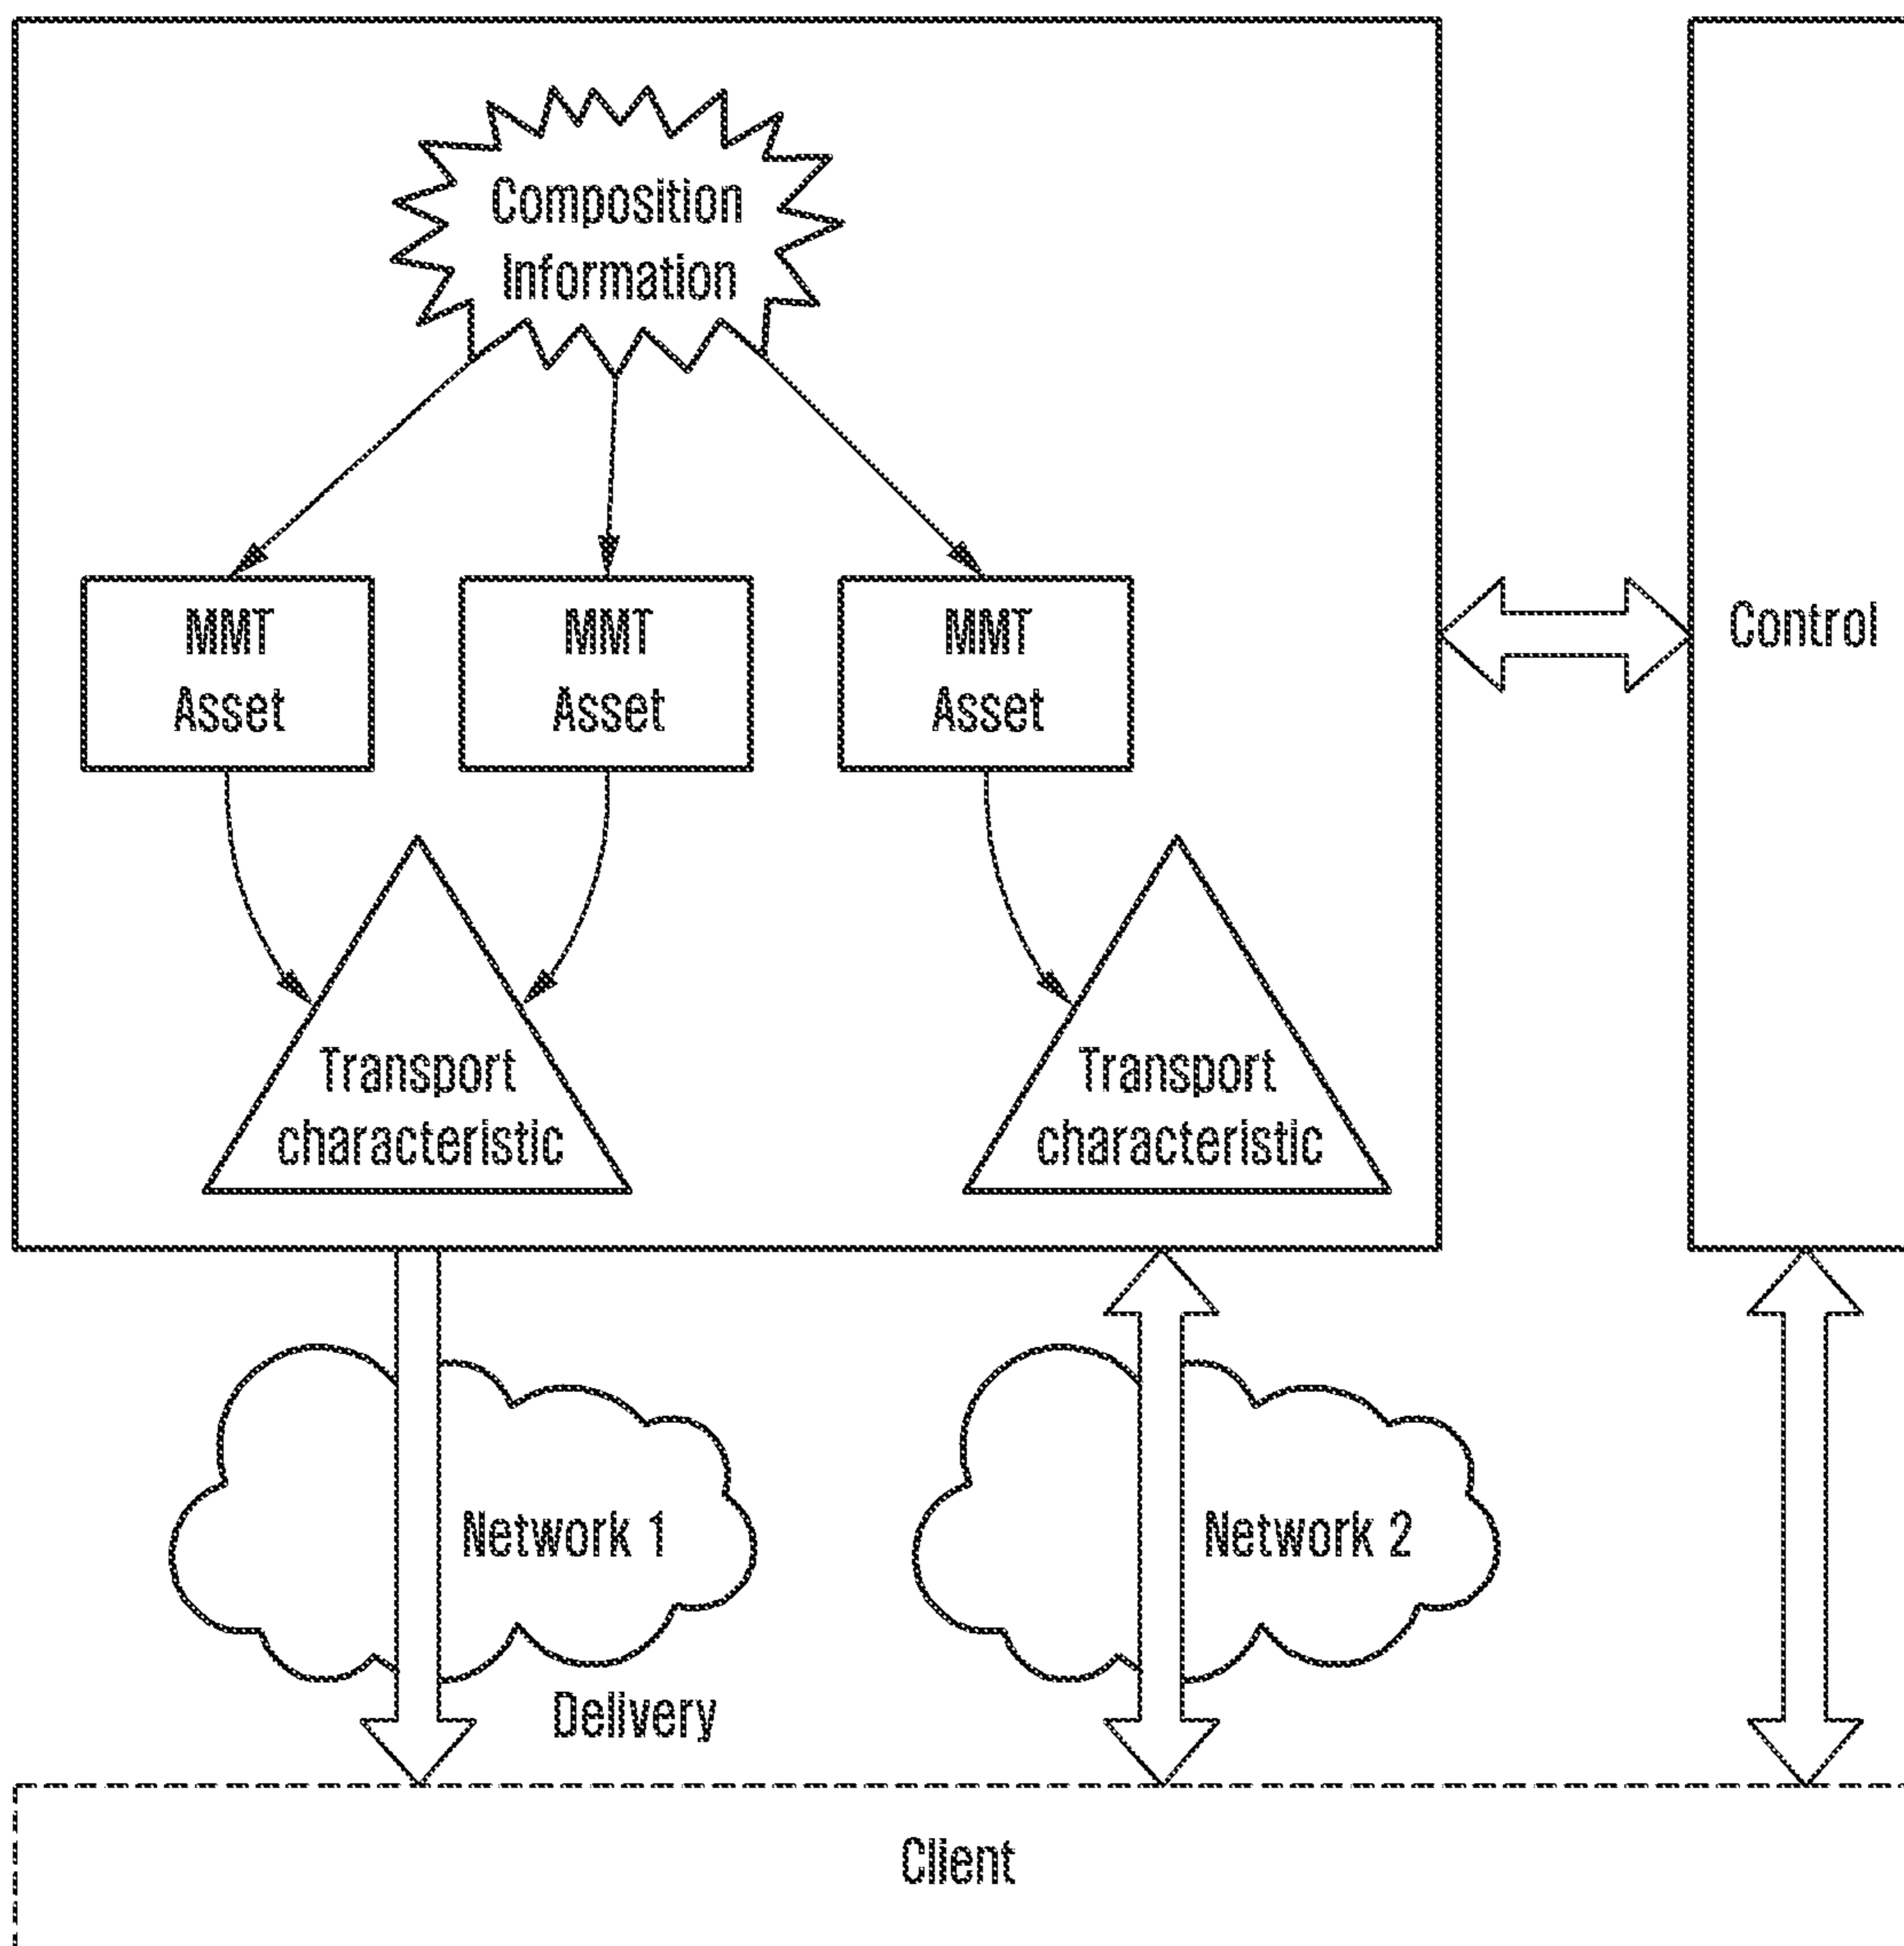 Composition
Information
MMT
Asset
MMT
Asset
MMT
Asset
Control
Transport
characteristic
Transport
characteristic
Network 1
Network 2
Delivery
Client